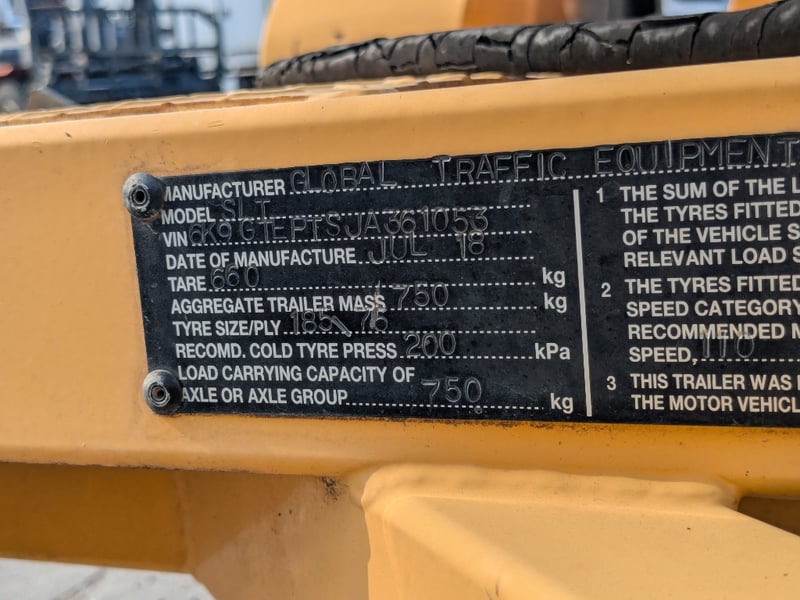 MANUFACTURER GLOBAL TRAFFIC EQUIPMENT
MODEL SLT
VIN 6K9GTEPTSJA361053
DATE OF MANUFACTURE JUL 18
TARE 660 kg
AGGREGATE TRAILER MASS 750 kg
TYRE SIZE/PLY 185 75
RECOMD. COLD TYRE PRESS 200 kPa
LOAD CARRYING CAPACITY OF
AXLE OR AXLE GROUP 750 kg
1 THE SUM OF THE L
THE TYRES FITTED
OF THE VEHICLE S
RELEVANT LOAD S
2 THE TYRES FITTED
SPEED CATEGORY
RECOMMENDED M
SPEED, 110
3 THIS TRAILER WAS
THE MOTOR VEHICL